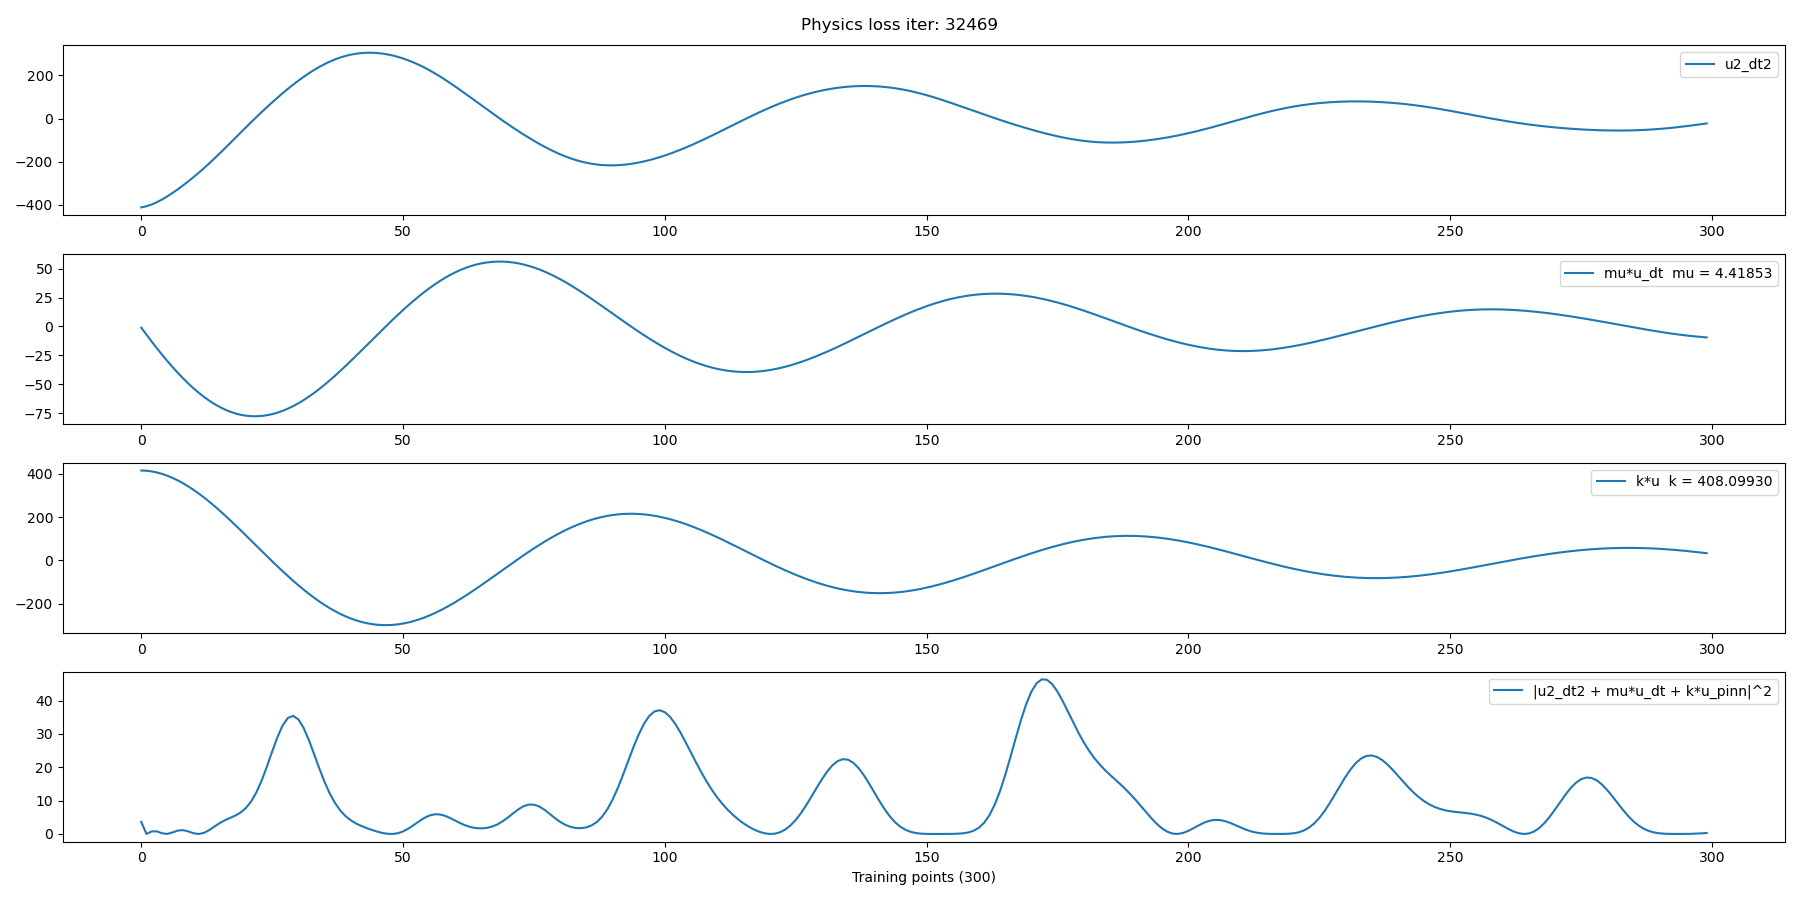 Physics loss iter: 32469
u2_dt2
200
0
−200
−400
0 50 100 150 200 250 300
mu*u_dt  mu = 4.41853
50
25
0
−25
−50
−75
0 50 100 150 200 250 300
k*u  k = 408.09930
400
200
0
−200
0 50 100 150 200 250 300
|u2_dt2 + mu*u_dt + k*u_pinn|^2
40
30
20
10
0
0 50 100 150 200 250 300
Training points (300)